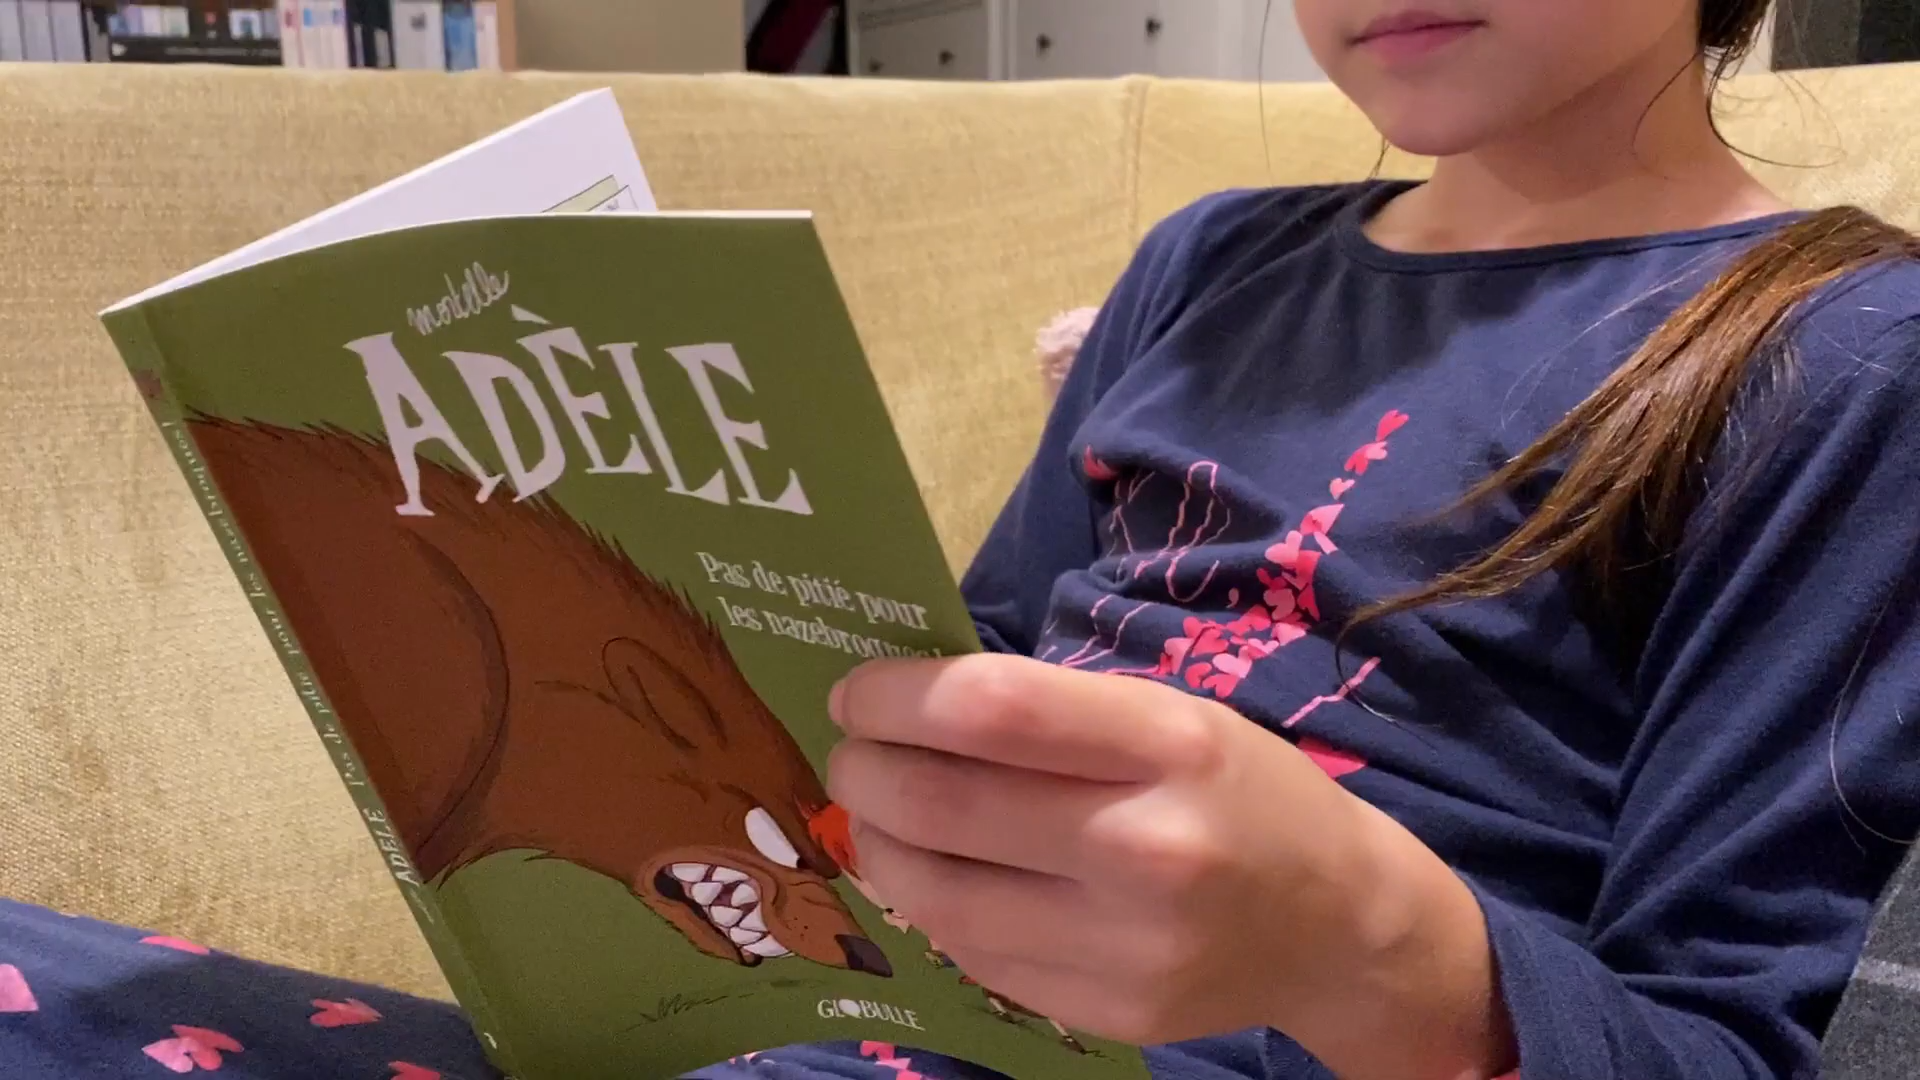 mortelle
ADÈLE
Pas de pitié pour
les nazebroques !
GLOBULLE
ADÈLE Pas de pitié pour les nazebroques !